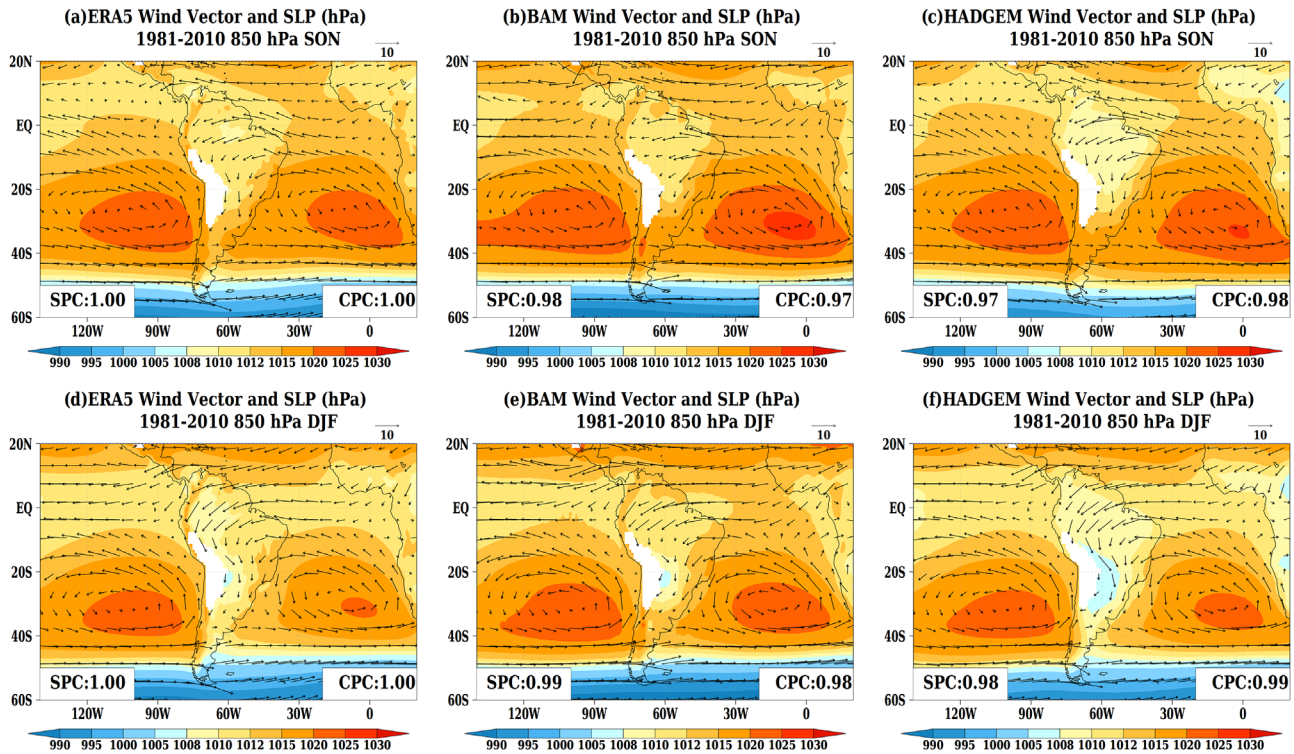 (a)ERA5 Wind Vector and SLP (hPa)
1981-2010 850 hPa SON
10
20N
EQ
20S
40S
60S
SPC:1.00
CPC:1.00
120W 90W 60W 30W 0
990 995 1000 1005 1008 1010 1012 1015 1020 1025 1030
(b)BAM Wind Vector and SLP (hPa)
1981-2010 850 hPa SON
10
20N
EQ
20S
40S
60S
SPC:0.98
CPC:0.97
120W 90W 60W 30W 0
990 995 1000 1005 1008 1010 1012 1015 1020 1025 1030
(c)HADGEM Wind Vector and SLP (hPa)
1981-2010 850 hPa SON
10
20N
EQ
20S
40S
60S
SPC:0.97
CPC:0.98
120W 90W 60W 30W 0
990 995 1000 1005 1008 1010 1012 1015 1020 1025 1030
(d)ERA5 Wind Vector and SLP (hPa)
1981-2010 850 hPa DJF
10
20N
EQ
20S
40S
60S
SPC:1.00
CPC:1.00
120W 90W 60W 30W 0
990 995 1000 1005 1008 1010 1012 1015 1020 1025 1030
(e)BAM Wind Vector and SLP (hPa)
1981-2010 850 hPa DJF
10
20N
EQ
20S
40S
60S
SPC:0.99
CPC:0.98
120W 90W 60W 30W 0
990 995 1000 1005 1008 1010 1012 1015 1020 1025 1030
(f)HADGEM Wind Vector and SLP (hPa)
1981-2010 850 hPa DJF
10
20N
EQ
20S
40S
60S
SPC:0.98
CPC:0.99
120W 90W 60W 30W 0
990 995 1000 1005 1008 1010 1012 1015 1020 1025 1030